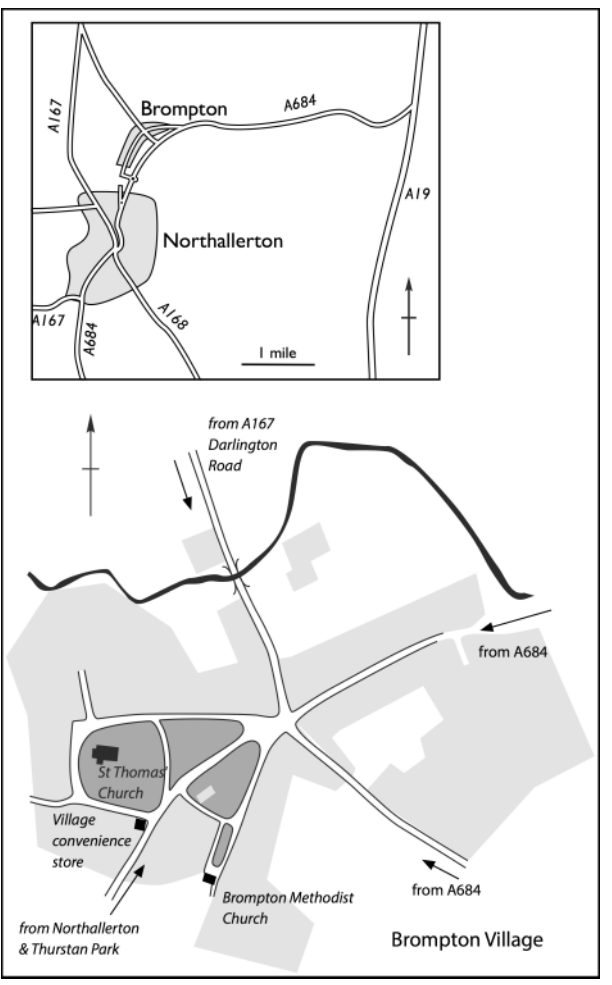 A167
Brompton
A684
A19
Northallerton
A167
A684
A168
1 mile
from A167
Darlington
Road
from A684
St Thomas'
Church
Village
convenience
store
from A684
Brompton Methodist
Church
from Northallerton
& Thurstan Park
Brompton Village